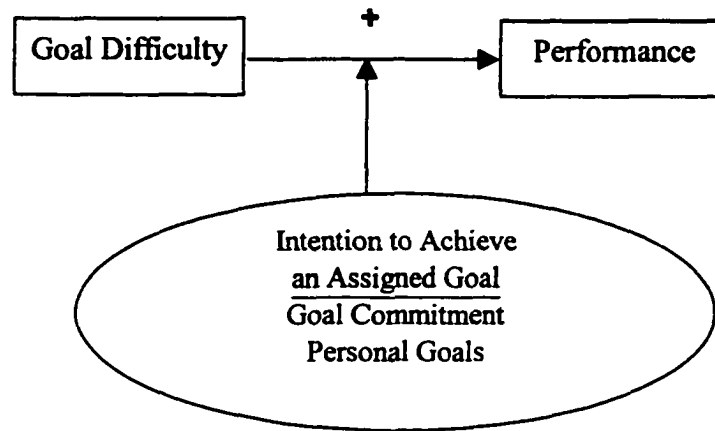 +
Goal Difficulty
Performance
Intention to Achieve
an Assigned Goal
Goal Commitment
Personal Goals